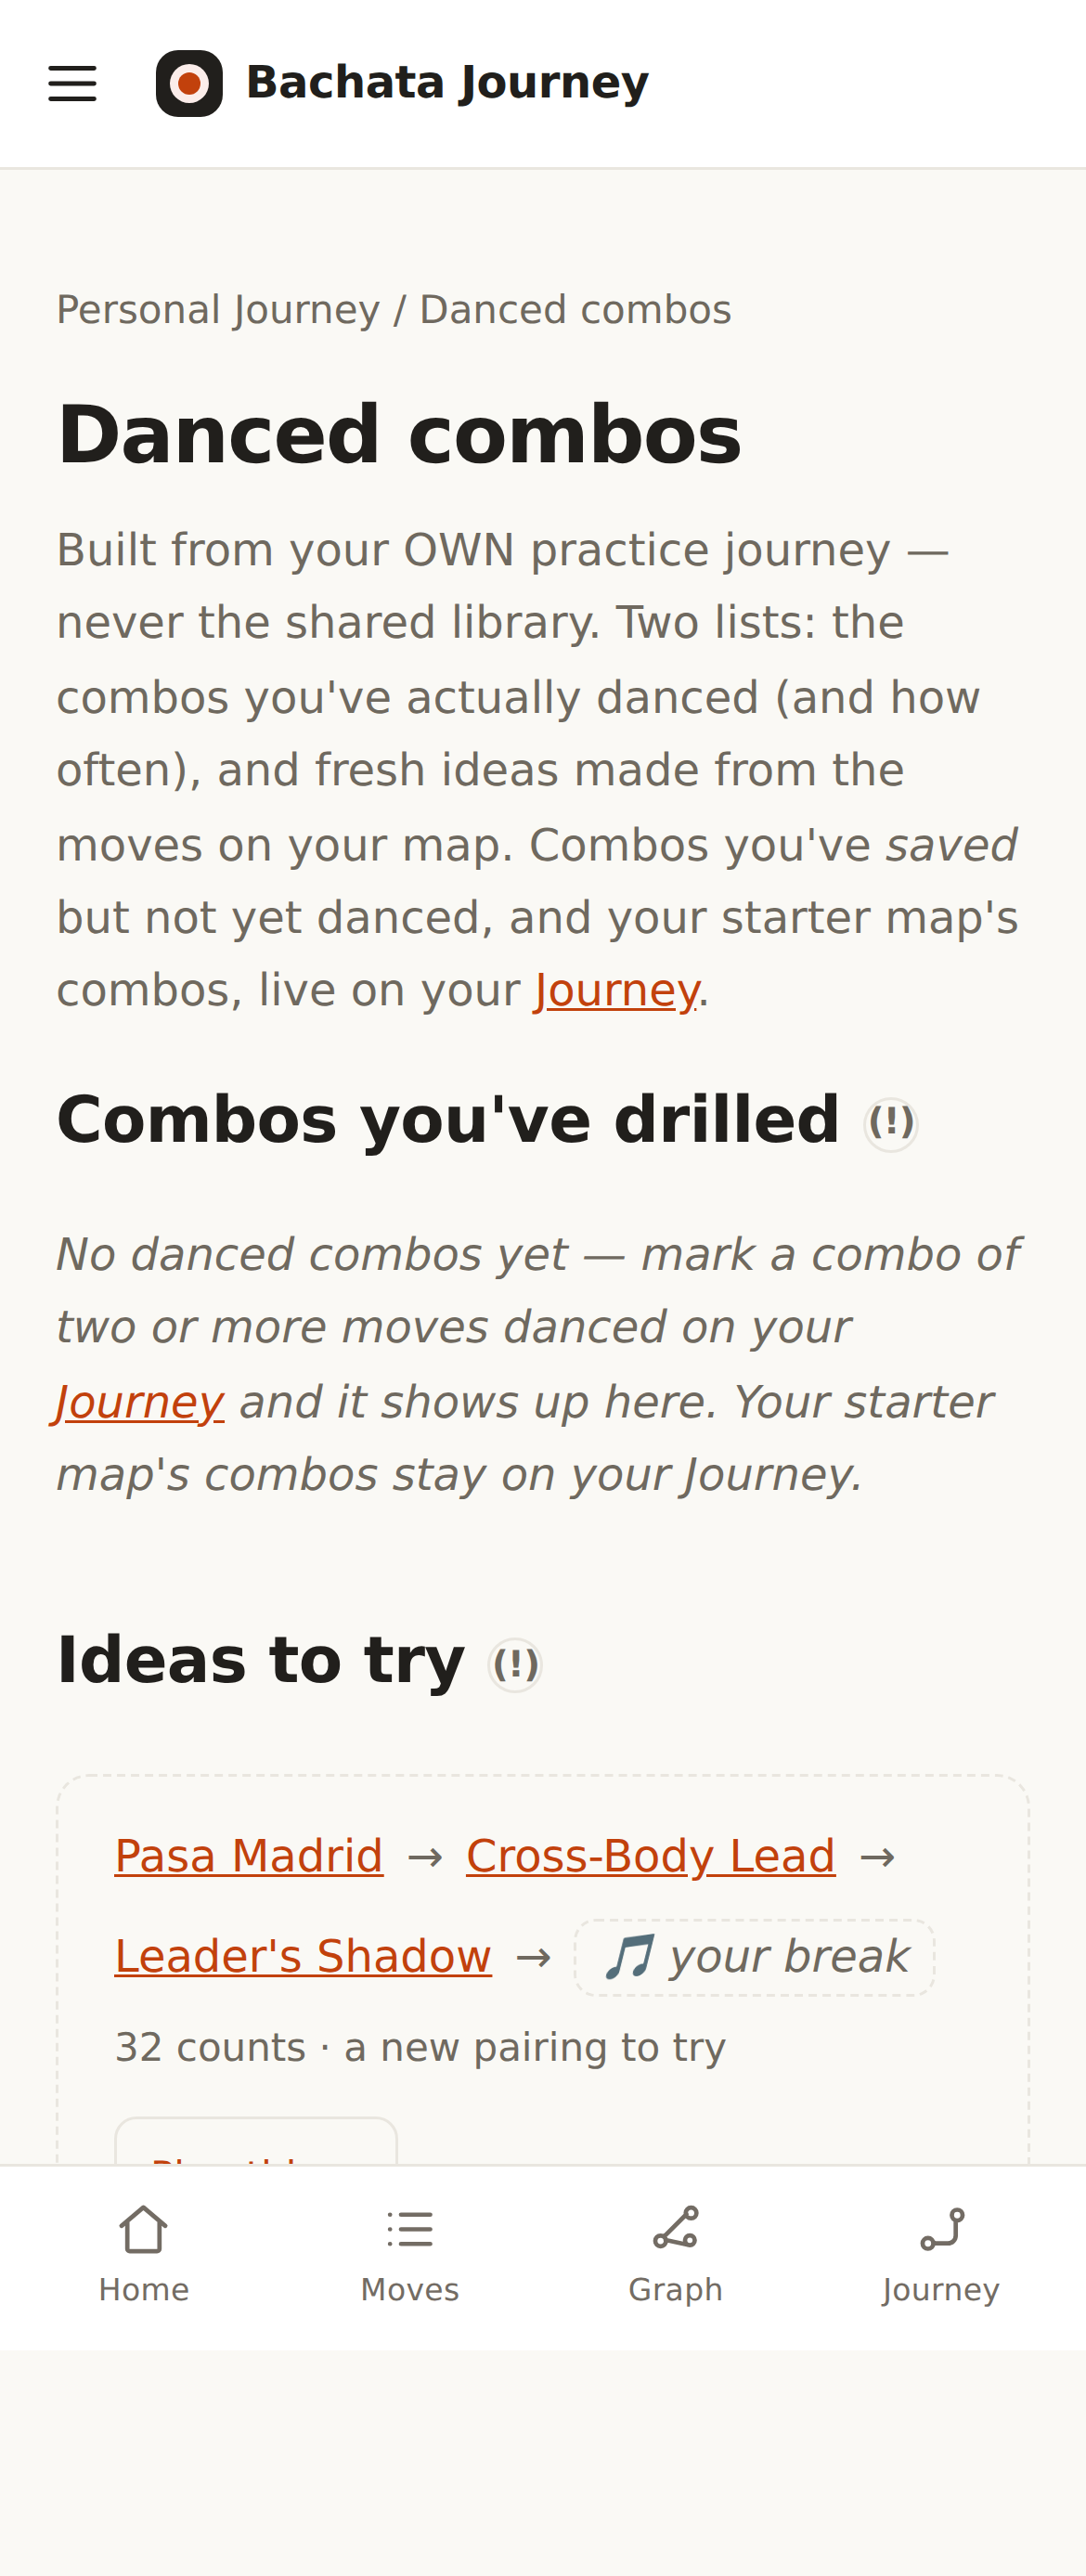 Bachata Journey
Personal Journey / Danced combos
Danced combos
Built from your OWN practice journey —
never the shared library. Two lists: the
combos you've actually danced (and how
often), and fresh ideas made from the
moves on your map. Combos you've saved
but not yet danced, and your starter map's
combos, live on your Journey.
Combos you've drilled (!)
No danced combos yet — mark a combo of
two or more moves danced on your
Journey and it shows up here. Your starter
map's combos stay on your Journey.
Ideas to try (!)
Pasa Madrid → Cross-Body Lead →
Leader's Shadow → 🎵 your break
32 counts · a new pairing to try
Home Moves Graph Journey